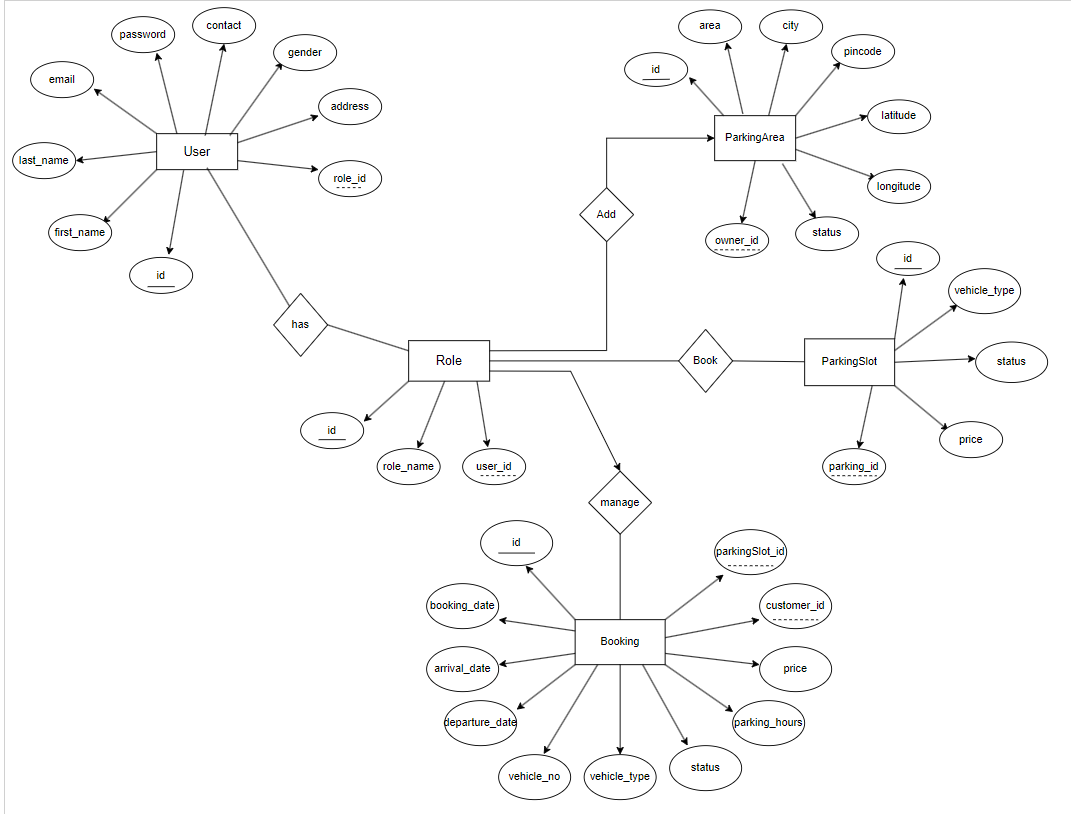 contact
password
gender
email
address
User
last_name
role_id
first_name
id
has
area
city
pincode
id
latitude
ParkingArea
longitude
Add
owner_id
status
id
vehicle_type
Role
Book
ParkingSlot
status
id
role_name
user_id
price
parking_id
manage
id
parkingSlot_id
booking_date
customer_id
Booking
arrival_date
price
departure_date
parking_hours
vehicle_no
vehicle_type
status